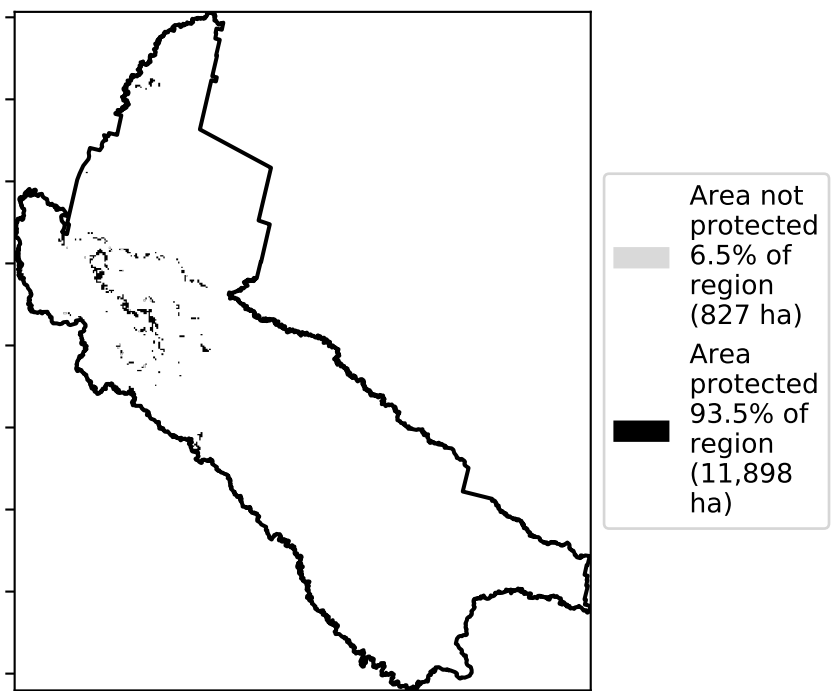 Area not
protected
6.5% of
region
(827 ha)
Area
protected
93.5% of
region
(11,898
ha)